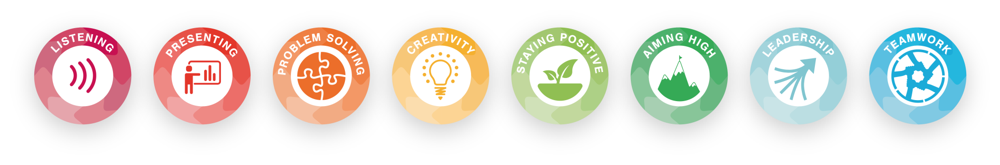 LISTENING
PRESENTING
PROBLEM SOLVING
CREATIVITY
STAYING POSITIVE
AIMING HIGH
LEADERSHIP
TEAMWORK